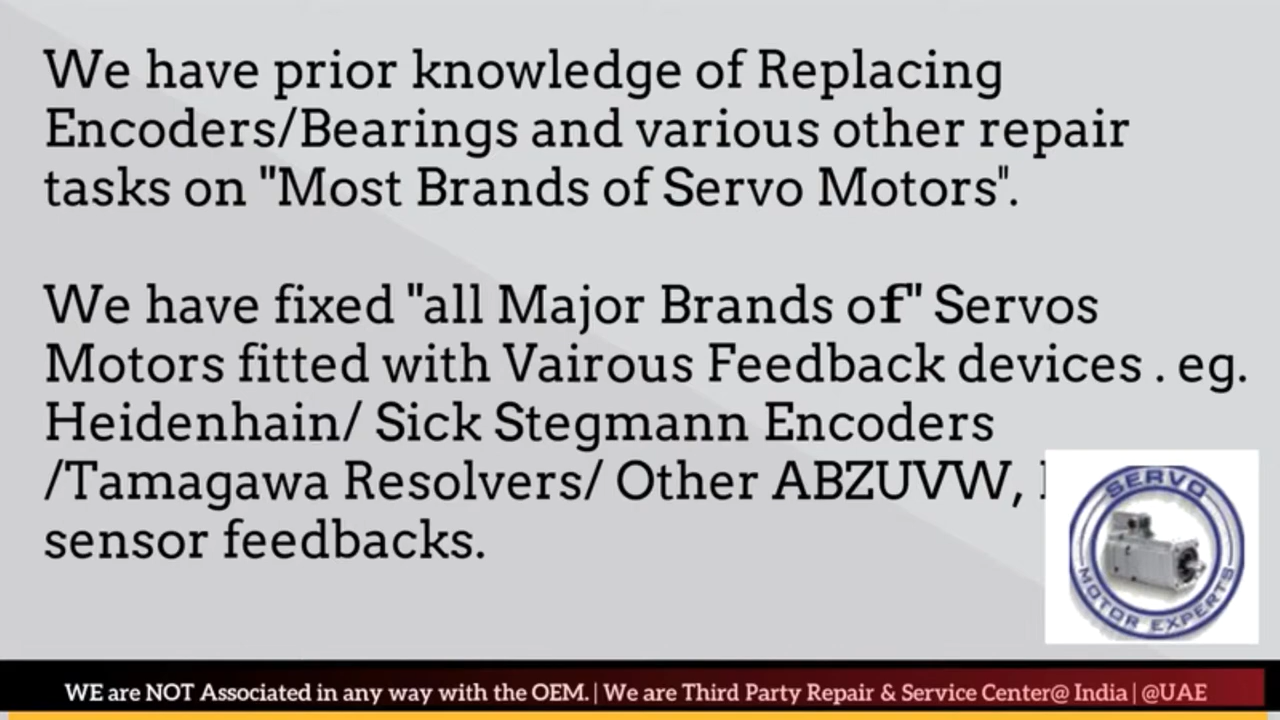 We have prior knowledge of Replacing
Encoders/Bearings and various other repair
tasks on "Most Brands of Servo Motors".
We have fixed "all Major Brands of" Servos
Motors fitted with Vairous Feedback devices . eg.
Heidenhain/ Sick Stegmann Encoders
/Tamagawa Resolvers/ Other ABZUVW,
sensor feedbacks.
SERVO
MOTOR EXPERTS
WE are NOT Associated in any way with the OEM. | We are Third Party Repair & Service Center@ India | @UAE